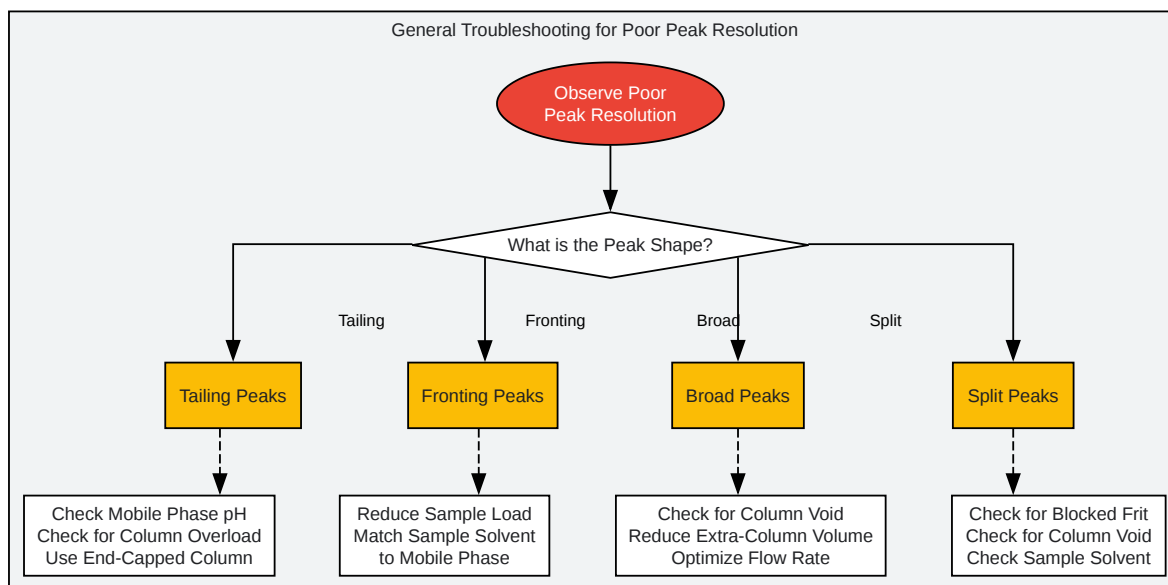 General Troubleshooting for Poor Peak Resolution
Observe Poor
Peak Resolution
What is the Peak Shape?
Tailing
Fronting
Broad
Split
Tailing Peaks
Fronting Peaks
Broad Peaks
Split Peaks
Check Mobile Phase pH
Check for Column Overload
Use End-Capped Column
Reduce Sample Load
Match Sample Solvent
to Mobile Phase
Check for Column Void
Reduce Extra-Column Volume
Optimize Flow Rate
Check for Blocked Frit
Check for Column Void
Check Sample Solvent